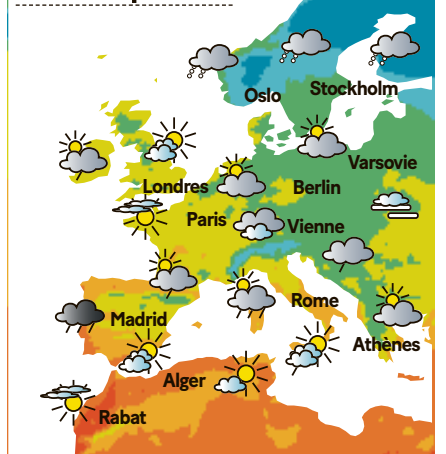 Oslo
Stockholm
Varsovie
Londres
Berlin
Paris
Vienne
Rome
Madrid
Athènes
Alger
Rabat